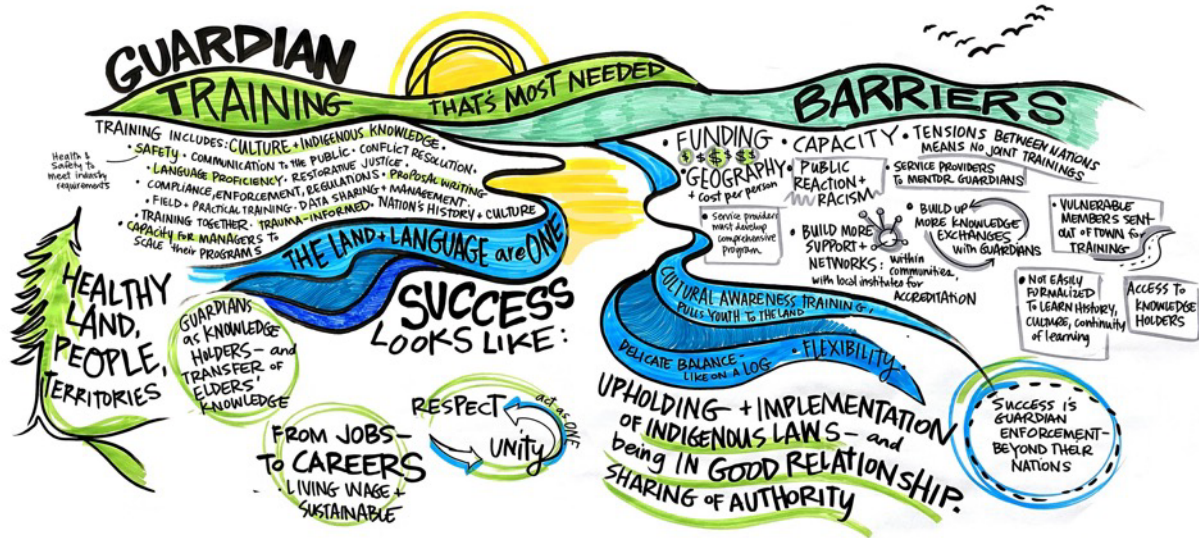 GUARDIAN
TRAINING THAT'S MOST NEEDED
TRAINING INCLUDES: CULTURE + INDIGENOUS KNOWLEDGE.
• SAFETY • COMMUNICATION TO THE PUBLIC • CONFLICT RESOLUTION.
Health &
Safety to
meet industry
requirements
• LANGUAGE PROFICIENCY. RESTORATIVE JUSTICE • PROPOSAL WRITING
• COMPLIANCE, ENFORCEMENT, REGULATIONS • MANAGEMENT.
• FIELD + PRACTICAL TRAINING. DATA SHARING + NATION'S HISTORY + CULTURE
• TRAINING TOGETHER. TRAUMA-INFORMED.
• CAPACITY FOR MANAGERS TO
SCALE their PROGRAMS
THE LAND + LANGUAGE are ONE
HEALTHY
LAND,
PEOPLE,
TERRITORIES
SUCCESS
LOOKS LIKE:
GUARDIANS
as KNOWLEDGE
HOLDERS — and
TRANSFER of
ELDERS'
KNOWLEDGE
FROM JOBS—
TO CAREERS
• LIVING WAGE +
SUSTAINABLE
RESPECT
UNITY
act as ONE
BARRIERS
• FUNDING
$ $ $ $
• GEOGRAPHY
+ cost per person
• Service providers
must develop
comprehensive
program.
• CAPACITY
• PUBLIC
REACTION +
RACISM
• BUILD MORE
SUPPORT +
NETWORKS: within
communities,
with local institutes for
ACCREDITATION
• TENSIONS BETWEEN NATIONS
MEANS NO JOINT TRAININGS
• SERVICE PROVIDERS
TO MENTOR GUARDIANS
• BUILD UP
MORE KNOWLEDGE
EXCHANGES
with GUARDIANS
• VULNERABLE
MEMBERS SENT
OUT OF TOWN for
TRAINING
• NOT EASILY
FORMALIZED
TO LEARN HISTORY,
CULTURE, continuity
of learning
ACCESS TO
KNOWLEDGE
HOLDERS
CULTURAL AWARENESS TRAINING,
PULLS YOUTH TO THE LAND
DELICATE BALANCE—
LIKE ON A LOG
• FLEXIBILITY.
UPHOLDING — + IMPLEMENTATION
OF INDIGENOUS LAWS — and
being IN GOOD RELATIONSHIP.
SHARING OF AUTHORITY
SUCCESS IS
GUARDIAN
ENFORCEMENT—
BEYOND THEIR
NATIONS